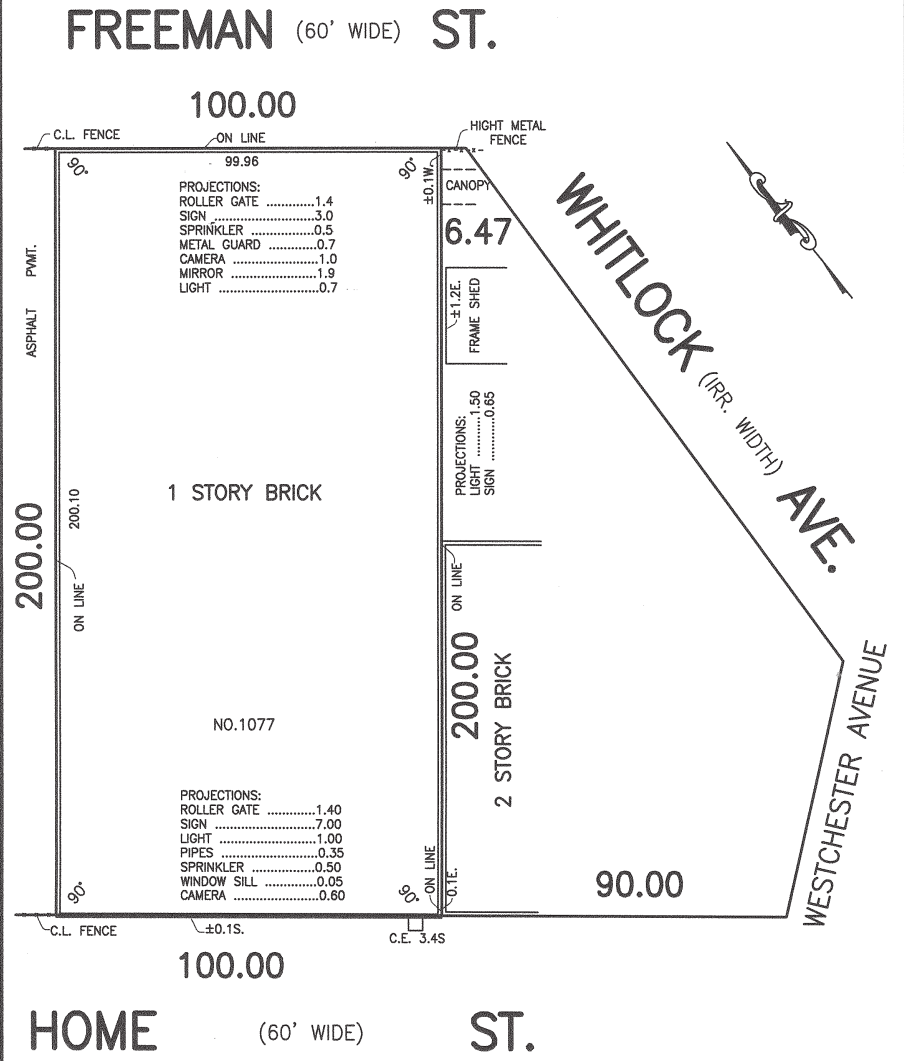 FREEMAN (60' WIDE) ST.
100.00
C.L. FENCE
ON LINE
HIGHT METAL
FENCE
99.96
90°
90°
±0.1W.
CANOPY
PROJECTIONS:
ROLLER GATE ............1.4
SIGN .........................3.0
SPRINKLER ................0.5
METAL GUARD ............0.7
CAMERA ....................1.0
MIRROR .....................1.9
LIGHT ........................0.7
6.47
WHITLOCK (IRR. WIDTH) AVE.
ASPHALT PVMT.
±1.2E.
FRAME SHED
PROJECTIONS:
LIGHT ..........1.50
SIGN ...........0.65
1 STORY BRICK
200.00
200.10
ON LINE
ON LINE
200.00
2 STORY BRICK
WESTCHESTER AVENUE
NO.1077
PROJECTIONS:
ROLLER GATE ............1.40
SIGN .........................7.00
LIGHT ........................1.00
PIPES ........................0.35
SPRINKLER ................0.50
WINDOW SILL .............0.05
CAMERA ....................0.60
90°
90°
ON LINE
0.1E.
90.00
C.L. FENCE
±0.1S.
C.E. 3.4S
100.00
HOME (60' WIDE) ST.